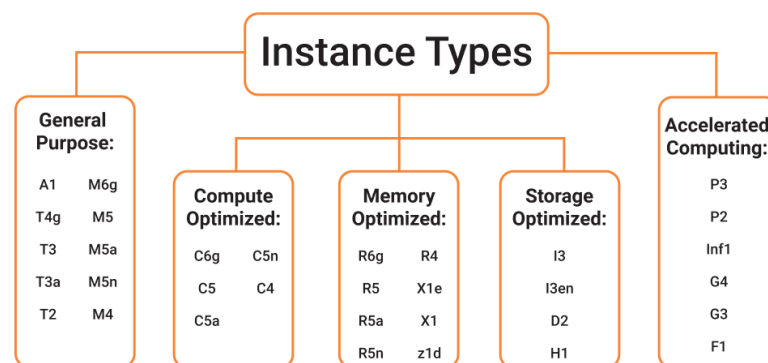 Instance Types
General
Purpose:
A1 M6g
T4g M5
T3 M5a
T3a M5n
T2 M4
Compute
Optimized:
C6g C5n
C5 C4
C5a
Memory
Optimized:
R6g R4
R5 X1e
R5a X1
R5n z1d
Storage
Optimized:
I3
I3en
D2
H1
Accelerated
Computing:
P3
P2
Inf1
G4
G3
F1